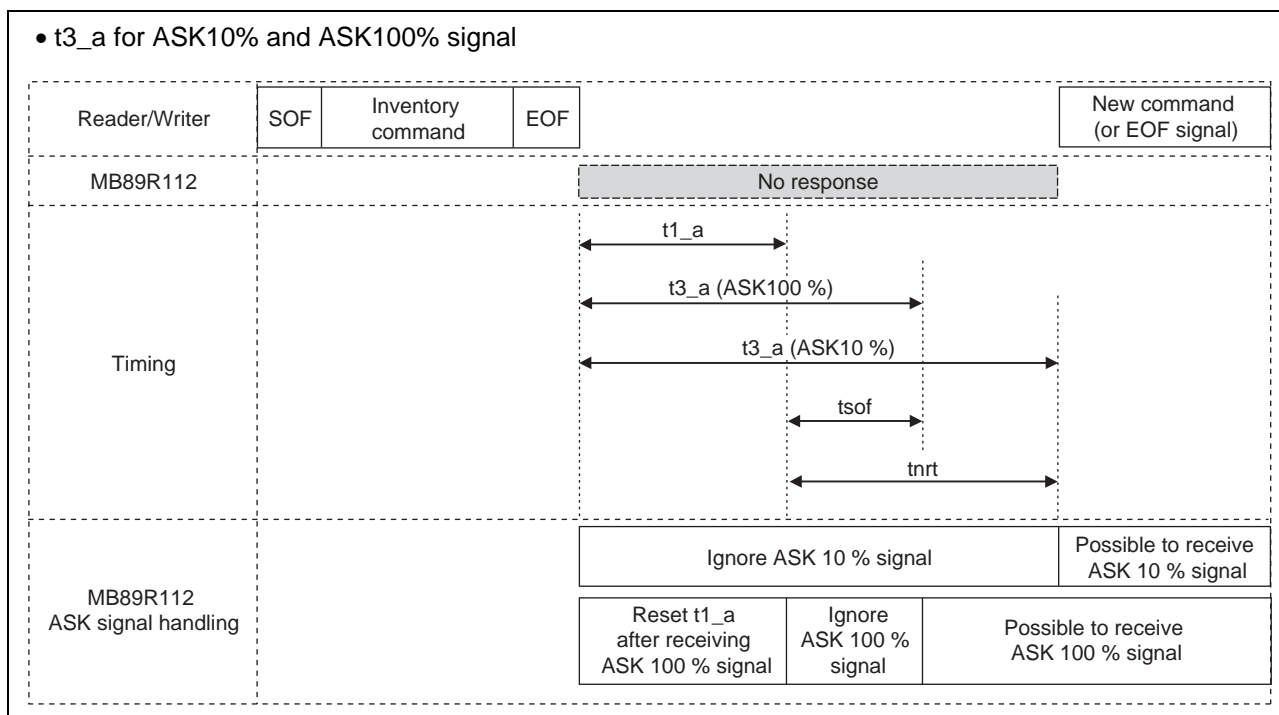 • t3_a for ASK10% and ASK100% signal
Reader/Writer
SOF
Inventory
command
EOF
New command
(or EOF signal)
MB89R112
No response
Timing
t1_a
t3_a (ASK100 %)
t3_a (ASK10 %)
tsof
tnrt
MB89R112
ASK signal handling
Ignore ASK 10 % signal
Possible to receive
ASK 10 % signal
Reset t1_a
after receiving
ASK 100 % signal
Ignore
ASK 100 %
signal
Possible to receive
ASK 100 % signal